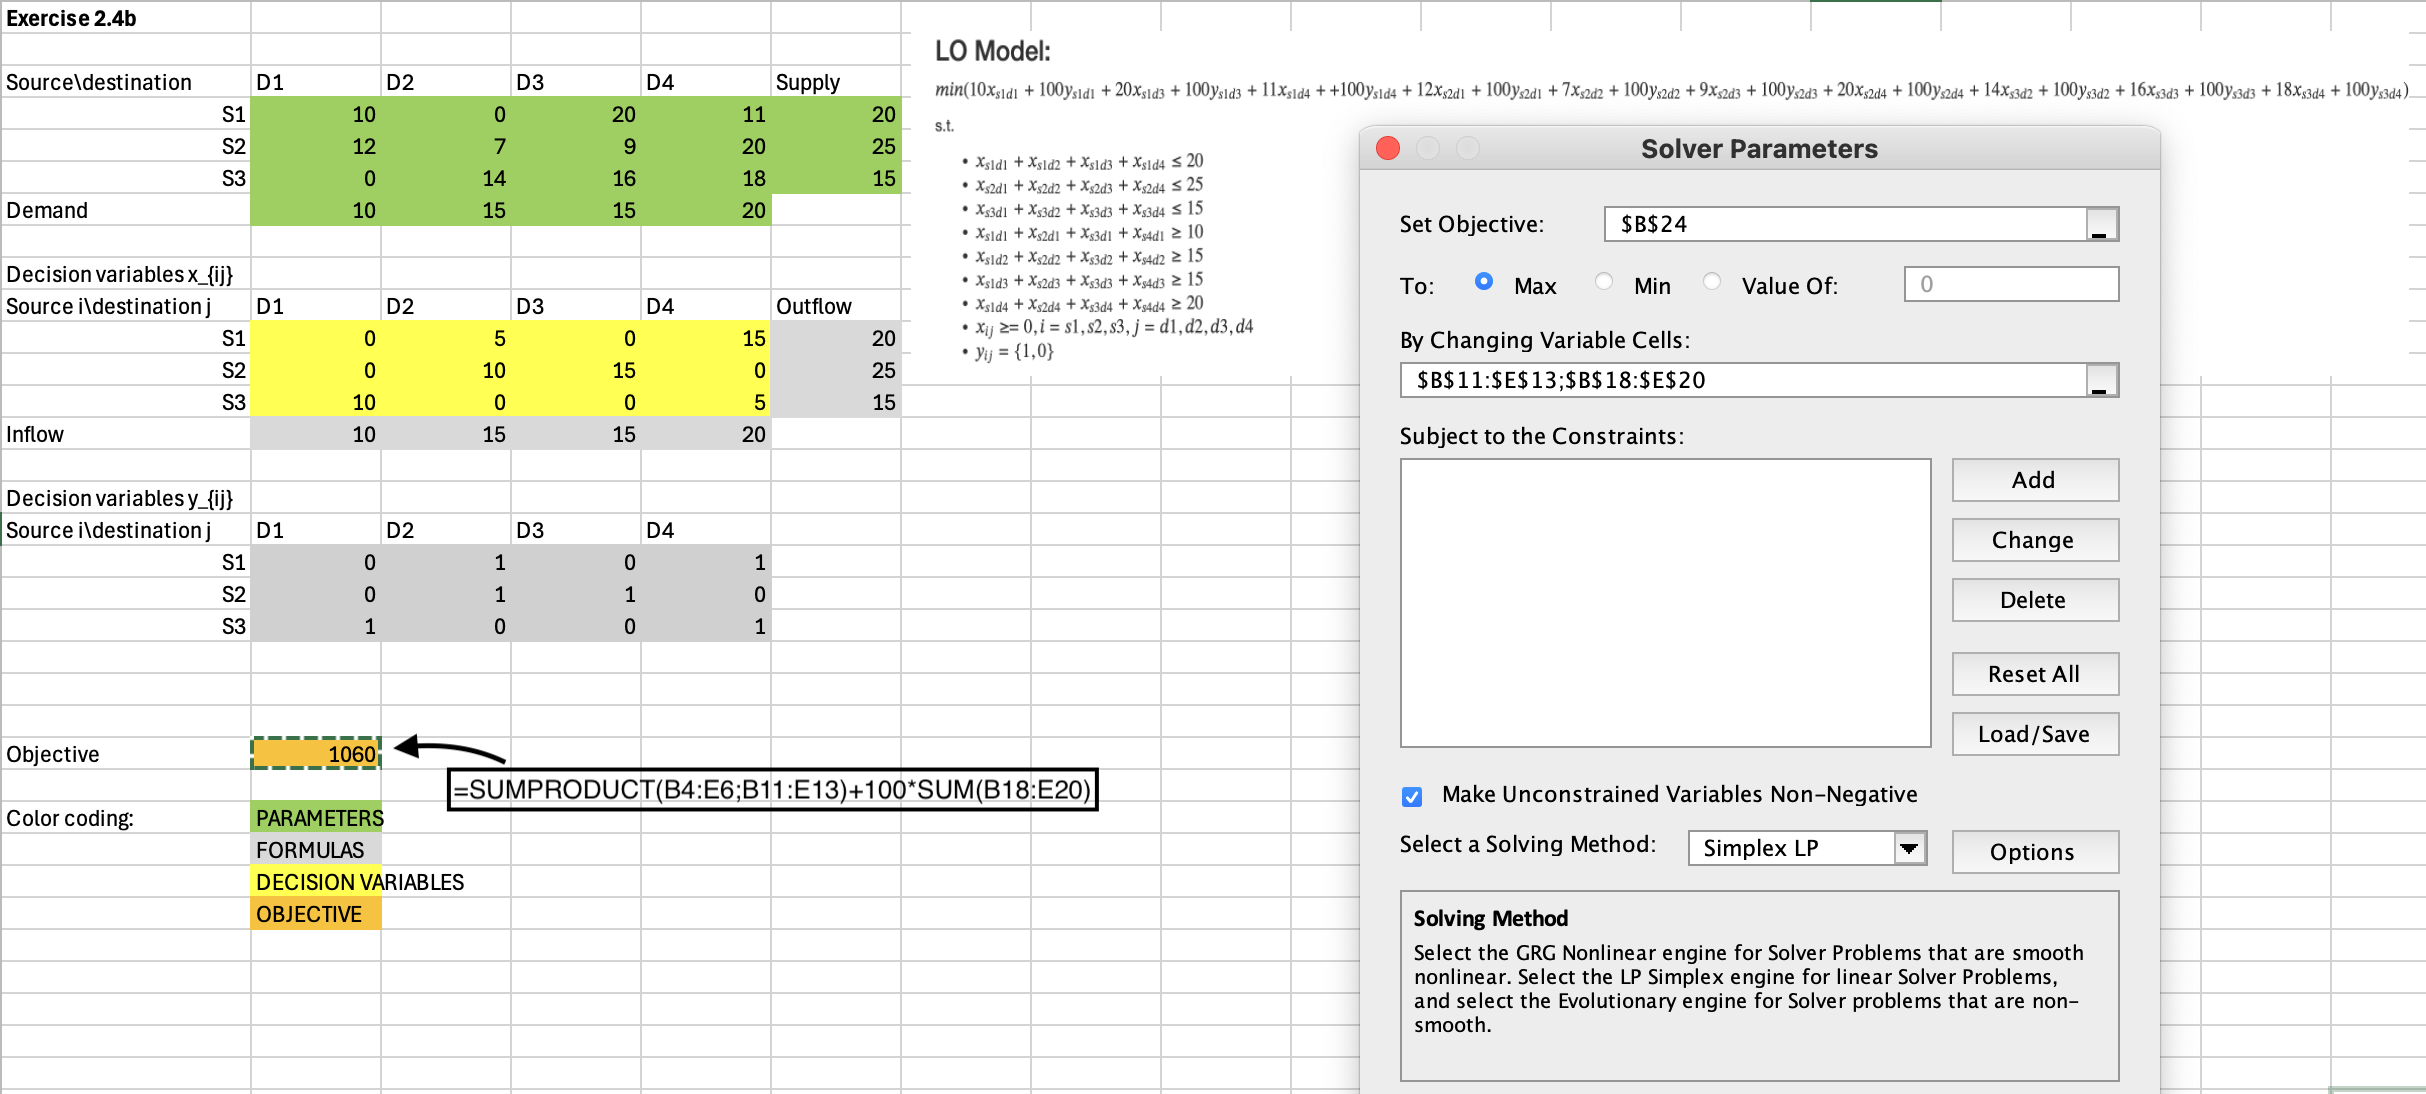 Exercise 2.4b
Source\destination D1 D2 D3 D4 Supply
S1 10 0 20 11 20
S2 12 7 9 20 25
S3 0 14 16 18 15
Demand 10 15 15 20
Decision variables x_{ij}
Source i\destination j D1 D2 D3 D4 Outflow
S1 0 5 0 15 20
S2 0 10 15 0 25
S3 10 0 0 5 15
Inflow 10 15 15 20
Decision variables y_{ij}
Source i\destination j D1 D2 D3 D4
S1 0 1 0 1
S2 0 1 1 0
S3 1 0 0 1
Objective 1060
=SUMPRODUCT(B4:E6;B11:E13)+100*SUM(B18:E20)
Color coding: PARAMETERS
FORMULAS
DECISION VARIABLES
OBJECTIVE
LO Model:
min(10x_{s1d1} + 100y_{s1d1} + 20x_{s1d3} + 100y_{s1d3} + 11x_{s1d4} + +100y_{s1d4} + 12x_{s2d1} + 100y_{s2d1} + 7x_{s2d2} + 100y_{s2d2} + 9x_{s2d3} + 100y_{s2d3} + 20x_{s2d4} + 100y_{s2d4} + 14x_{s3d2} + 100y_{s3d2} + 16x_{s3d3} + 100y_{s3d3} + 18x_{s3d4} + 100y_{s3d4})
s.t.
• x_{s1d1} + x_{s1d2} + x_{s1d3} + x_{s1d4} ≤ 20
• x_{s2d1} + x_{s2d2} + x_{s2d3} + x_{s2d4} ≤ 25
• x_{s3d1} + x_{s3d2} + x_{s3d3} + x_{s3d4} ≤ 15
• x_{s1d1} + x_{s2d1} + x_{s3d1} + x_{s4d1} ≥ 10
• x_{s1d2} + x_{s2d2} + x_{s3d2} + x_{s4d2} ≥ 15
• x_{s1d3} + x_{s2d3} + x_{s3d3} + x_{s4d3} ≥ 15
• x_{s1d4} + x_{s2d4} + x_{s3d4} + x_{s4d4} ≥ 20
• x_{ij} ≥= 0, i = s1, s2, s3, j = d1, d2, d3, d4
• y_{ij} = {1,0}
Solver Parameters
Set Objective: $B$24
To: Max Min Value Of: 0
By Changing Variable Cells:
$B$11:$E$13;$B$18:$E$20
Subject to the Constraints:
Add
Change
Delete
Reset All
Load/Save
Make Unconstrained Variables Non-Negative
Select a Solving Method: Simplex LP Options
Solving Method
Select the GRG Nonlinear engine for Solver Problems that are smooth
nonlinear. Select the LP Simplex engine for linear Solver Problems,
and select the Evolutionary engine for Solver problems that are non-
smooth.